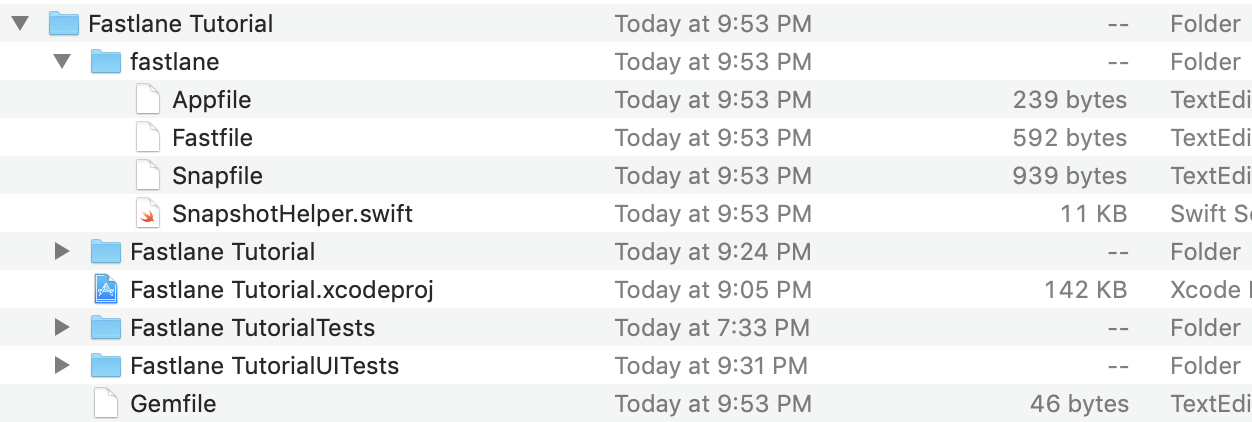 Fastlane Tutorial Today at 9:53 PM -- Folder
fastlane Today at 9:53 PM -- Folder
Appfile Today at 9:53 PM 239 bytes TextEdi
Fastfile Today at 9:53 PM 592 bytes TextEdi
Snapfile Today at 9:53 PM 939 bytes TextEdi
SnapshotHelper.swift Today at 9:53 PM 11 KB Swift So
Fastlane Tutorial Today at 9:24 PM -- Folder
Fastlane Tutorial.xcodeproj Today at 9:05 PM 142 KB Xcode
Fastlane TutorialTests Today at 7:33 PM -- Folder
Fastlane TutorialUITests Today at 9:31 PM -- Folder
Gemfile Today at 9:53 PM 46 bytes TextEdi